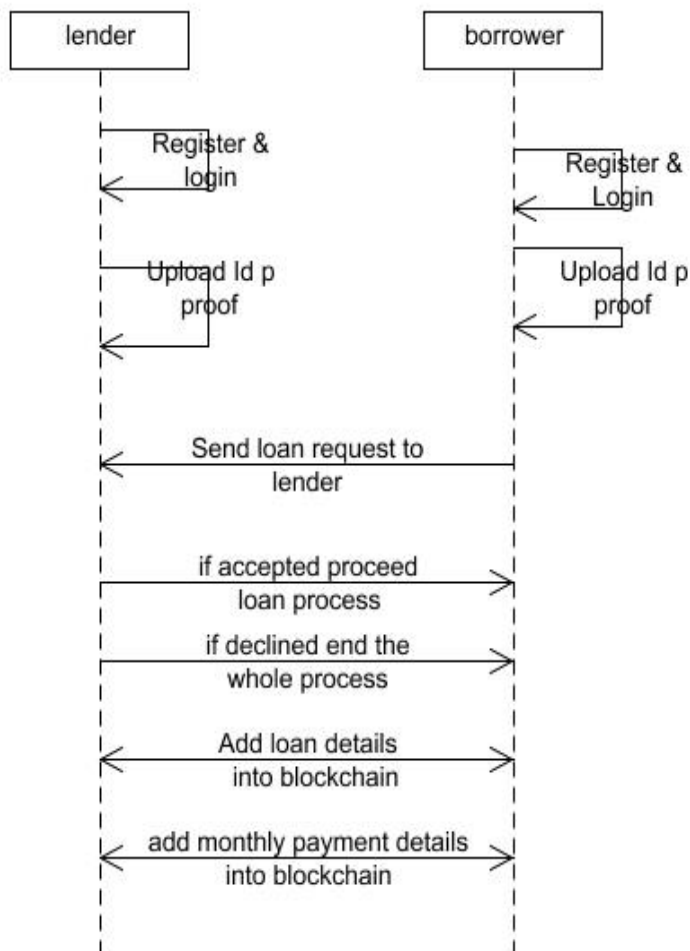 lender
borrower
Register &
login
Register &
Login
Upload Id p
proof
Upload Id p
proof
Send loan request to
lender
if accepted proceed
loan process
if declined end the
whole process
Add loan details
into blockchain
add monthly payment details
into blockchain